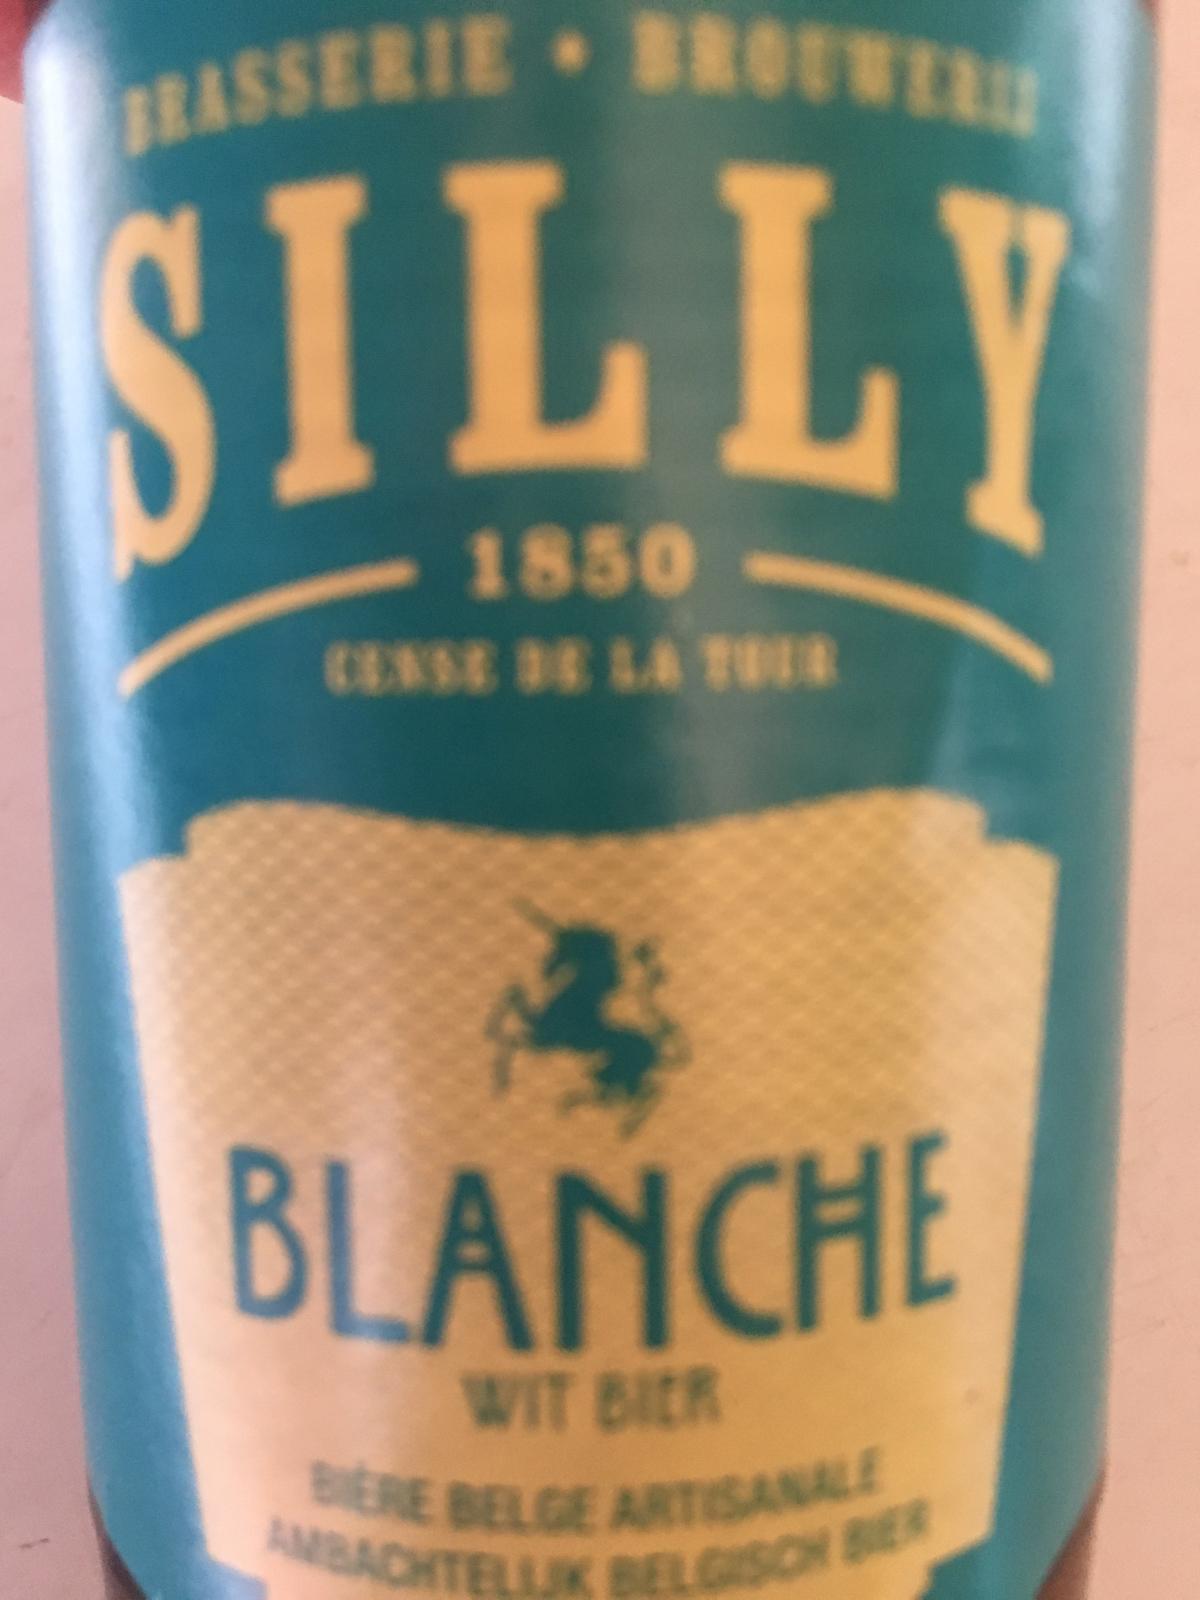 BRASSERIE • BROUWERIJ
SILLY
1850
CENSE DE LA TOUR
BLANCHE
WIT BIER
BIÈRE BELGE ARTISANALE
AMBACHTELIJK BELGISCH BIER